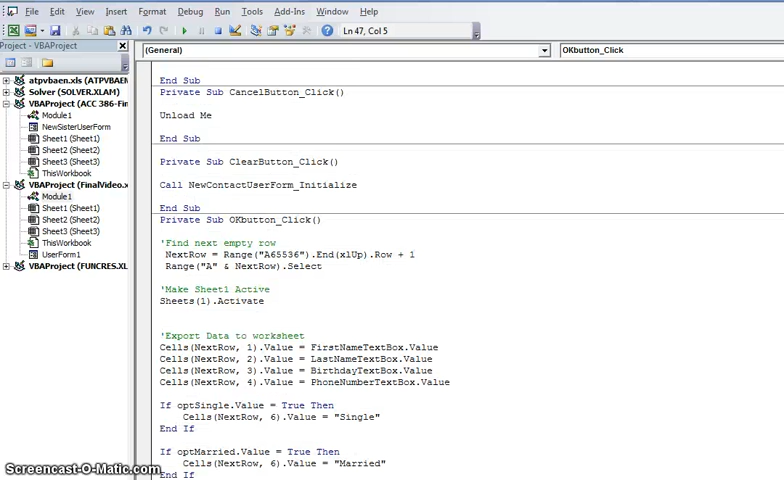 File Edit View Insert Format Debug Run Tools Add-Ins Window Help
Ln 47, Col 5
Project - VBAProject
(General)
OKbutton_Click
atpvbaen.xls (ATPVBAEN
Solver (SOLVER.XLAM)
VBAProject (ACC 386-Fin
Module1
NewSisterUserForm
Sheet1 (Sheet1)
Sheet2 (Sheet2)
Sheet3 (Sheet3)
ThisWorkbook
VBAProject (FinalVideo.x
Module1
Sheet1 (Sheet1)
Sheet2 (Sheet2)
Sheet3 (Sheet3)
ThisWorkbook
UserForm1
VBAProject (FUNCRES.XL
End Sub
Private Sub CancelButton_Click()
Unload Me
End Sub
Private Sub ClearButton_Click()
Call NewContactUserForm_Initialize
End Sub
Private Sub OKbutton_Click()
'Find next empty row
NextRow = Range("A65536").End(xlUp).Row + 1
Range("A" & NextRow).Select
'Make Sheet1 Active
Sheets(1).Activate
'Export Data to worksheet
Cells(NextRow, 1).Value = FirstNameTextBox.Value
Cells(NextRow, 2).Value = LastNameTextBox.Value
Cells(NextRow, 3).Value = BirthdayTextBox.Value
Cells(NextRow, 4).Value = PhoneNumberTextBox.Value
If optSingle.Value = True Then
Cells(NextRow, 6).Value = "Single"
End If
If optMarried.Value = True Then
Cells(NextRow, 6).Value = "Married"
End If
Screencast-O-Matic.com